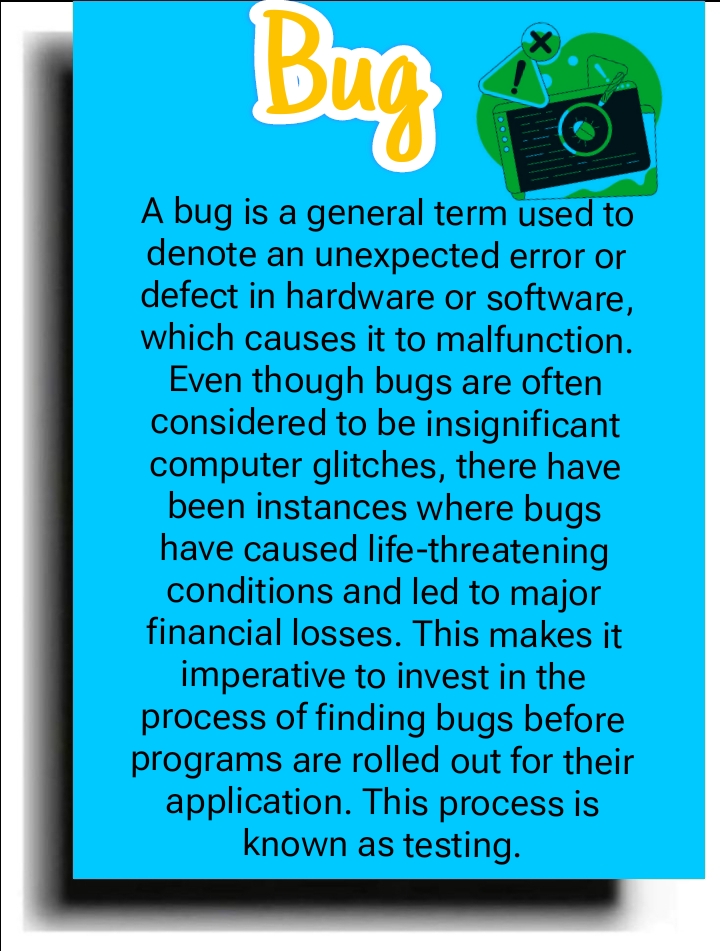 Bug
A bug is a general term used to
denote an unexpected error or
defect in hardware or software,
which causes it to malfunction.
Even though bugs are often
considered to be insignificant
computer glitches, there have
been instances where bugs
have caused life-threatening
conditions and led to major
financial losses. This makes it
imperative to invest in the
process of finding bugs before
programs are rolled out for their
application. This process is
known as testing.